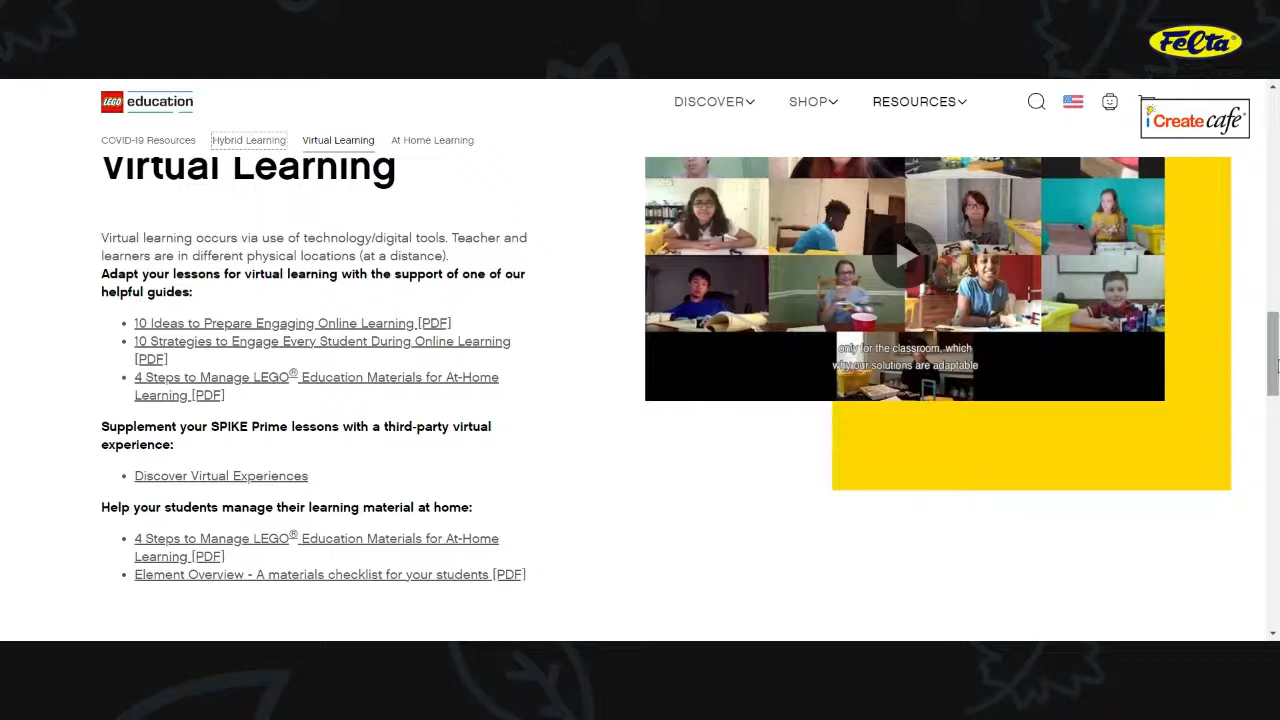 Felta
LEGO education
DISCOVER
SHOP
RESOURCES
i Create cafe
COVID-19 Resources
Hybrid Learning
Virtual Learning
At Home Learning
Virtual Learning
Virtual learning occurs via use of technology/digital tools. Teacher and
learners are in different physical locations (at a distance).
Adapt your lessons for virtual learning with the support of one of our
helpful guides:
• 10 Ideas to Prepare Engaging Online Learning [PDF]
• 10 Strategies to Engage Every Student During Online Learning
[PDF]
• 4 Steps to Manage LEGO® Education Materials for At-Home
Learning [PDF]
Supplement your SPIKE Prime lessons with a third-party virtual
experience:
• Discover Virtual Experiences
Help your students manage their learning material at home:
• 4 Steps to Manage LEGO® Education Materials for At-Home
Learning [PDF]
• Element Overview - A materials checklist for your students [PDF]
only for the classroom, which
why our solutions are adaptable